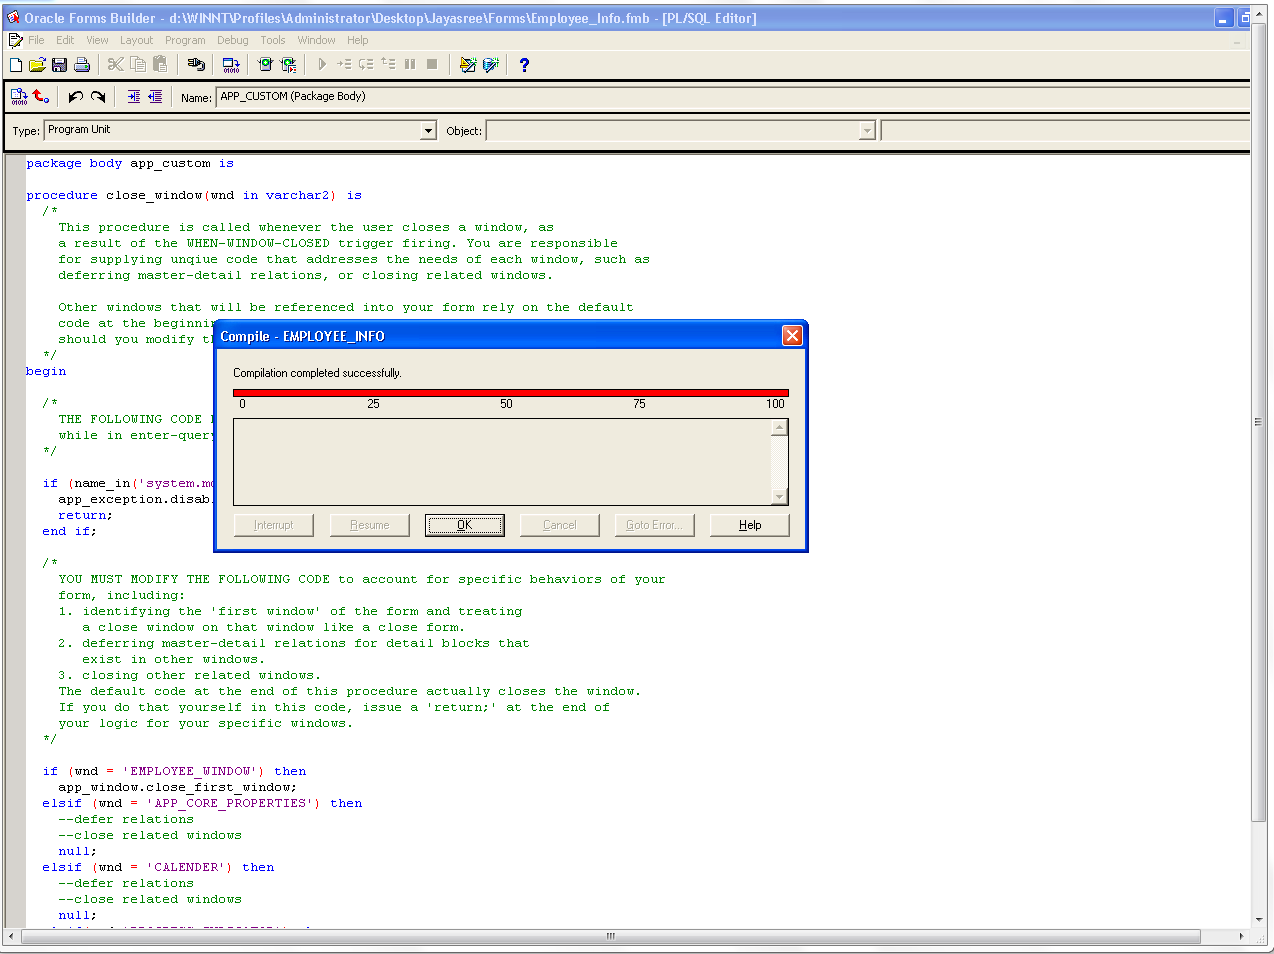 Oracle Forms Builder - d:\WINNT\Profiles\Administrator\Desktop\Jayasree\Forms\Employee_Info.fmb - [PL/SQL Editor]
File Edit View Layout Program Debug Tools Window Help
Name: APP_CUSTOM (Package Body)
Type: Program Unit Object:
package body app_custom is
procedure close_window(wnd in varchar2) is
/*
This procedure is called whenever the user closes a window, as
a result of the WHEN-WINDOW-CLOSED trigger firing. You are responsible
for supplying unqiue code that addresses the needs of each window, such as
deferring master-detail relations, or closing related windows.
Other windows that will be referenced into your form rely on the default
code at the beginnin
should you modify t
*/
begin
/*
THE FOLLOWING CODE
while in enter-query
*/
if (name_in('system.mo
app_exception.disab
return;
end if;
Compile - EMPLOYEE_INFO
Compilation completed successfully.
0 25 50 75 100
Interrupt Resume OK Cancel Goto Error... Help
/*
YOU MUST MODIFY THE FOLLOWING CODE to account for specific behaviors of your
form, including:
1. identifying the 'first window' of the form and treating
a close window on that window like a close form.
2. deferring master-detail relations for detail blocks that
exist in other windows.
3. closing other related windows.
The default code at the end of this procedure actually closes the window.
If you do that yourself in this code, issue a 'return;' at the end of
your logic for your specific windows.
*/
if (wnd = 'EMPLOYEE_WINDOW') then
app_window.close_first_window;
elsif (wnd = 'APP_CORE_PROPERTIES') then
--defer relations
--close related windows
null;
elsif (wnd = 'CALENDER') then
--defer relations
--close related windows
null;